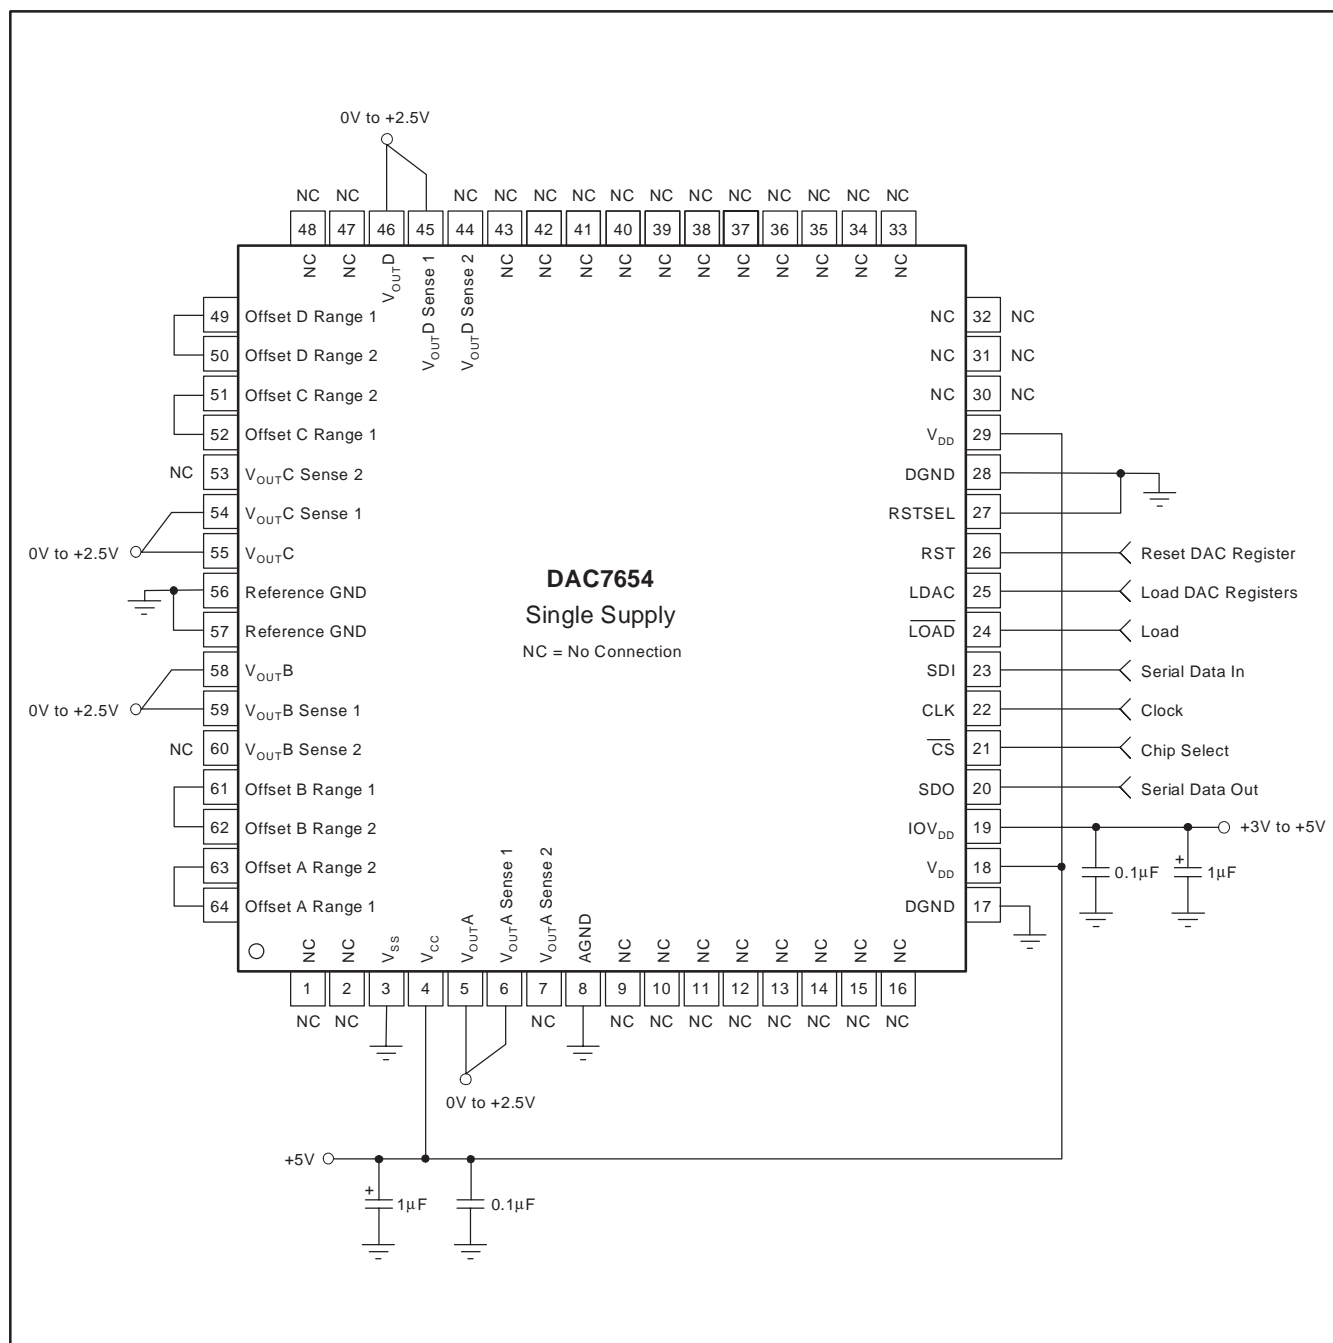 0V to +2.5V
NC NC NC NC NC NC NC NC NC NC NC NC NC NC
48 47 46 45 44 43 42 41 40 39 38 37 36 35 34 33
NC NC VOUTD VOUTD Sense 1 VOUTD Sense 2 NC NC NC NC NC NC NC NC NC NC NC
49 Offset D Range 1
50 Offset D Range 2
51 Offset C Range 2
52 Offset C Range 1
NC 53 VOUTC Sense 2
54 VOUTC Sense 1
0V to +2.5V 55 VOUTC
56 Reference GND
57 Reference GND
58 VOUTB
0V to +2.5V 59 VOUTB Sense 1
NC 60 VOUTB Sense 2
61 Offset B Range 1
62 Offset B Range 2
63 Offset A Range 2
64 Offset A Range 1
DAC7654
Single Supply
NC = No Connection
NC 32 NC
NC 31 NC
NC 30 NC
VDD 29
DGND 28
RSTSEL 27
RST 26 Reset DAC Register
LDAC 25 Load DAC Registers
LOAD 24 Load
SDI 23 Serial Data In
CLK 22 Clock
CS 21 Chip Select
SDO 20 Serial Data Out
IOVDD 19 +3V to +5V
VDD 18 0.1μF + 1μF
DGND 17
NC NC VSS VCC VOUTA VOUTA Sense 1 VOUTA Sense 2 AGND NC NC NC NC NC NC NC NC
1 2 3 4 5 6 7 8 9 10 11 12 13 14 15 16
NC NC NC NC NC NC NC NC NC NC NC
0V to +2.5V
+5V
+ 1μF 0.1μF